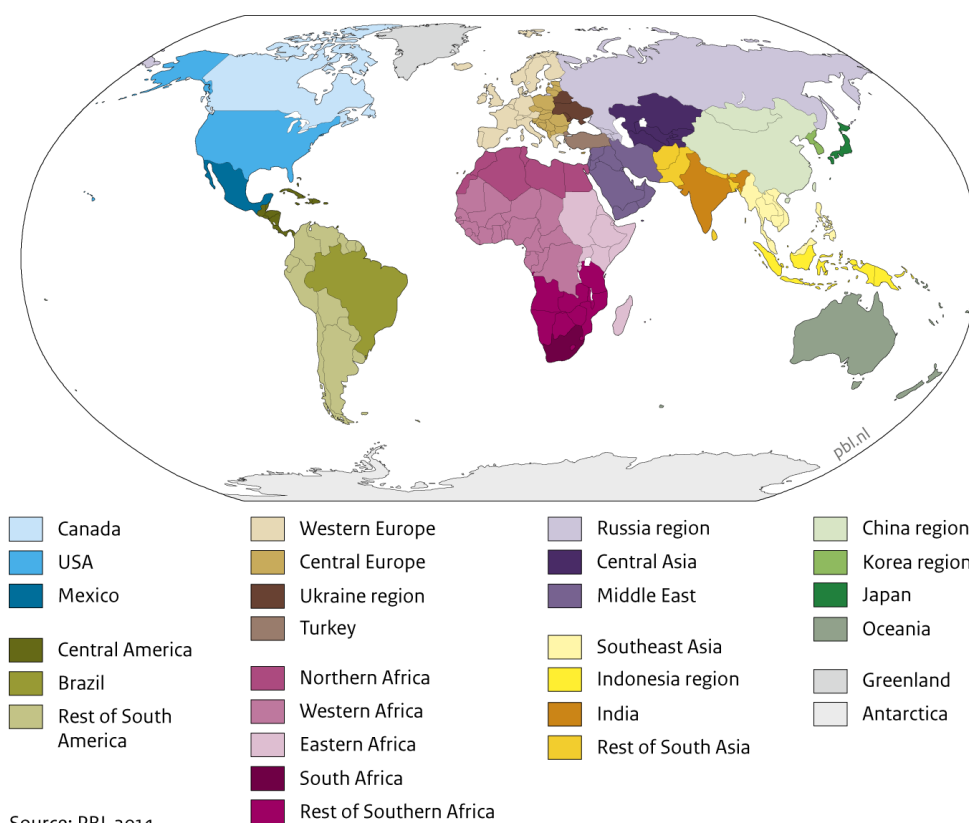 pbl.nl
Canada
USA
Mexico
Central America
Brazil
Rest of South
America
Western Europe
Central Europe
Ukraine region
Turkey
Northern Africa
Western Africa
Eastern Africa
South Africa
Rest of Southern Africa
Russia region
Central Asia
Middle East
Southeast Asia
Indonesia region
India
Rest of South Asia
China region
Korea region
Japan
Oceania
Greenland
Antarctica
Source: PBL